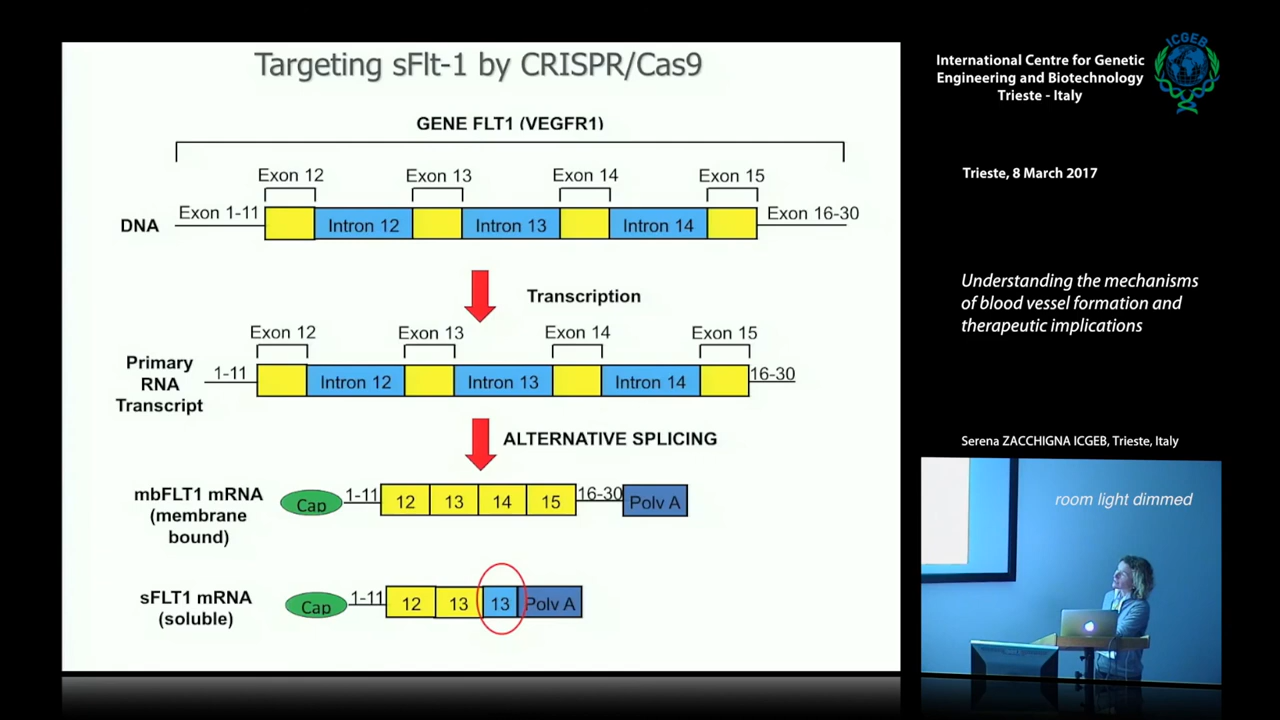 Targeting sFlt-1 by CRISPR/Cas9
GENE FLT1 (VEGFR1)
Exon 12 Exon 13 Exon 14 Exon 15
DNA Exon 1-11 Intron 12 Intron 13 Intron 14 Exon 16-30
Transcription
Exon 12 Exon 13 Exon 14 Exon 15
Primary
RNA
Transcript
1-11 Intron 12 Intron 13 Intron 14 16-30
ALTERNATIVE SPLICING
mbFLT1 mRNA
(membrane
bound)
Cap 1-11 12 13 14 15 16-30 Poly A
sFLT1 mRNA
(soluble)
Cap 1-11 12 13 13 Poly A
ICGEB
International Centre for Genetic
Engineering and Biotechnology
Trieste - Italy
Trieste, 8 March 2017
Understanding the mechanisms
of blood vessel formation and
therapeutic implications
Serena ZACCHIGNA ICGEB, Trieste, Italy
room light dimmed